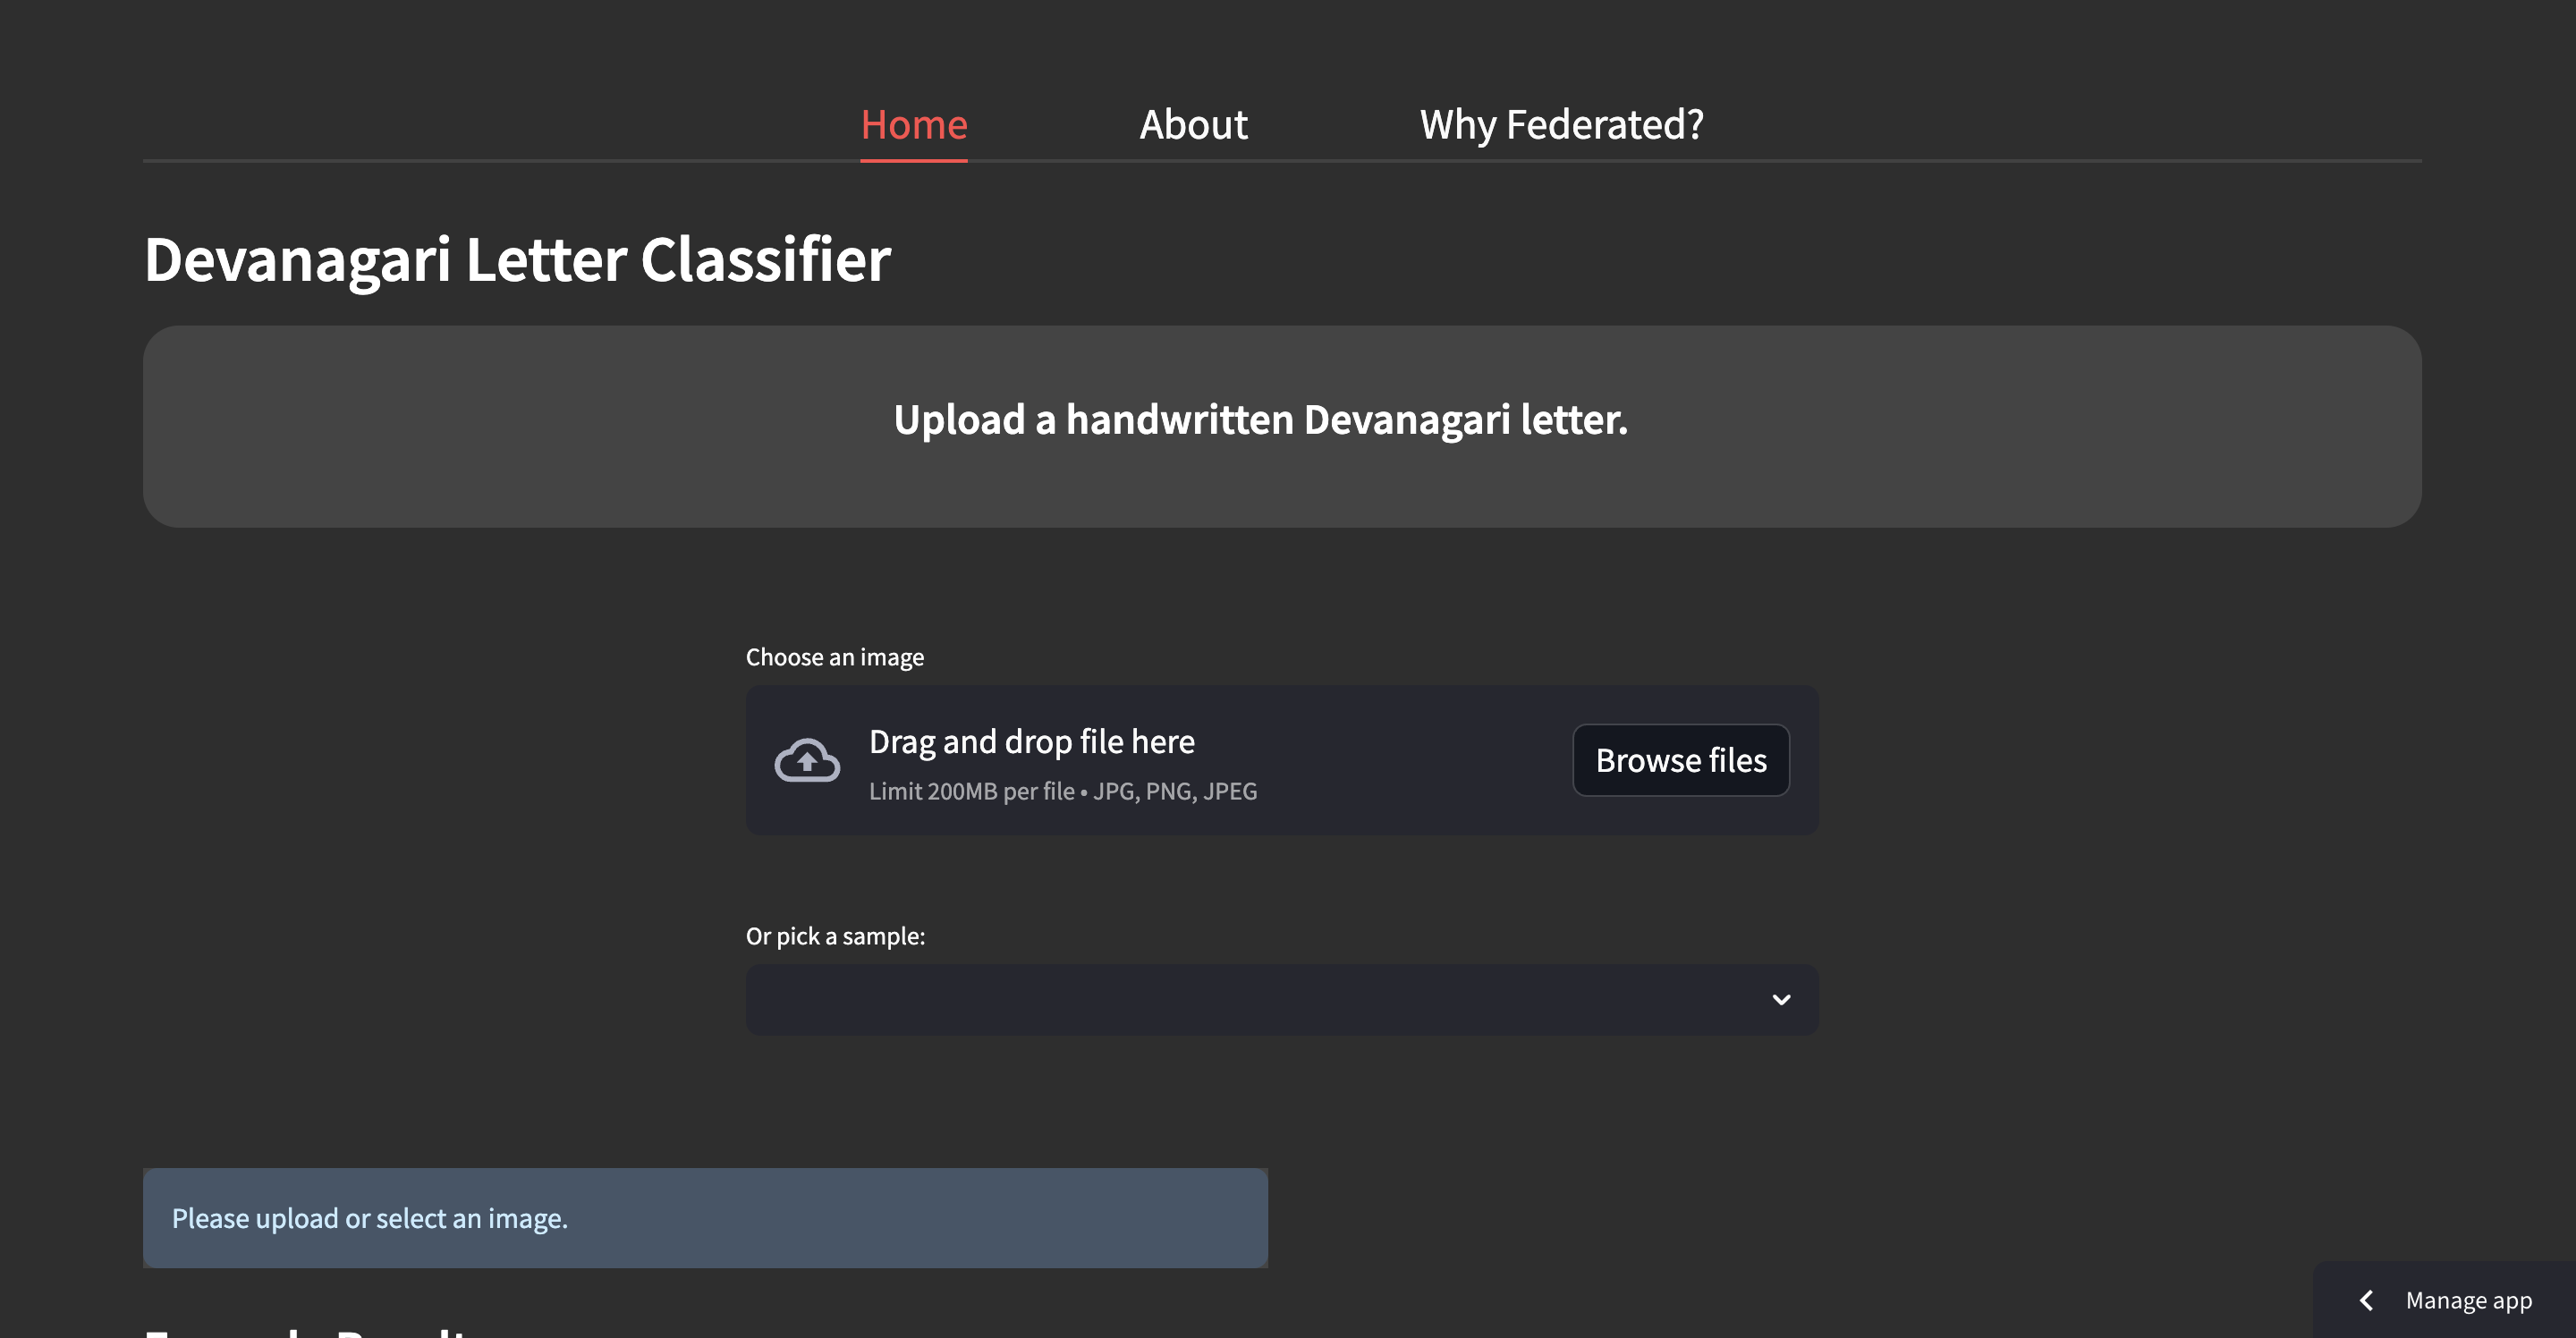 Home About Why Federated?
Devanagari Letter Classifier
Upload a handwritten Devanagari letter.
Choose an image
Drag and drop file here
Limit 200MB per file • JPG, PNG, JPEG
Browse files
Or pick a sample:
Please upload or select an image.
Manage app